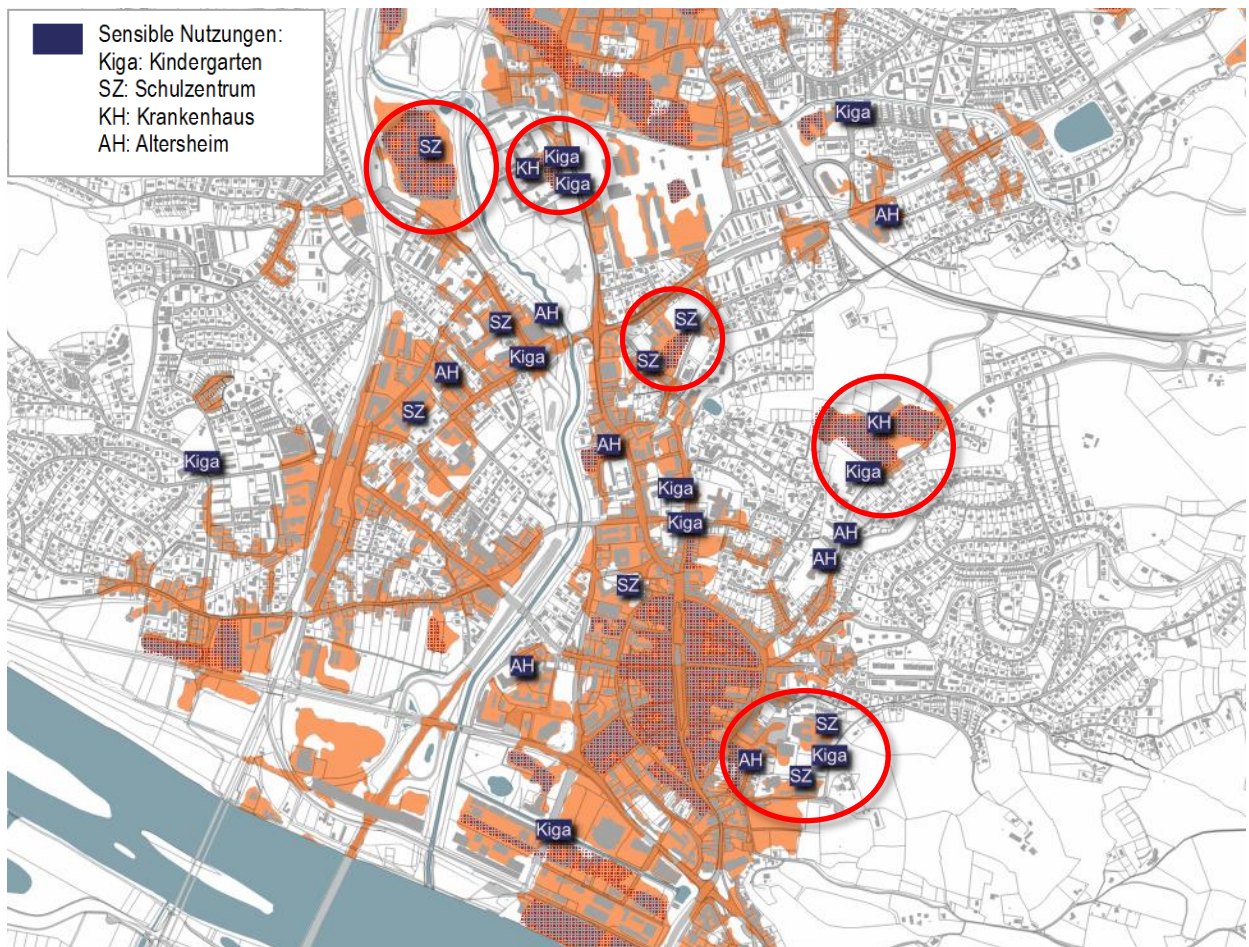 Sensible Nutzungen:
Kiga: Kindergarten
SZ: Schulzentrum
KH: Krankenhaus
AH: Altersheim
Kiga
SZ
Kiga
KH
Kiga
AH
AH
SZ
SZ
Kiga
SZ
AH
SZ
KH
AH
Kiga
Kiga
Kiga
Kiga
AH
AH
SZ
AH
SZ
Kiga
AH
SZ
Kiga